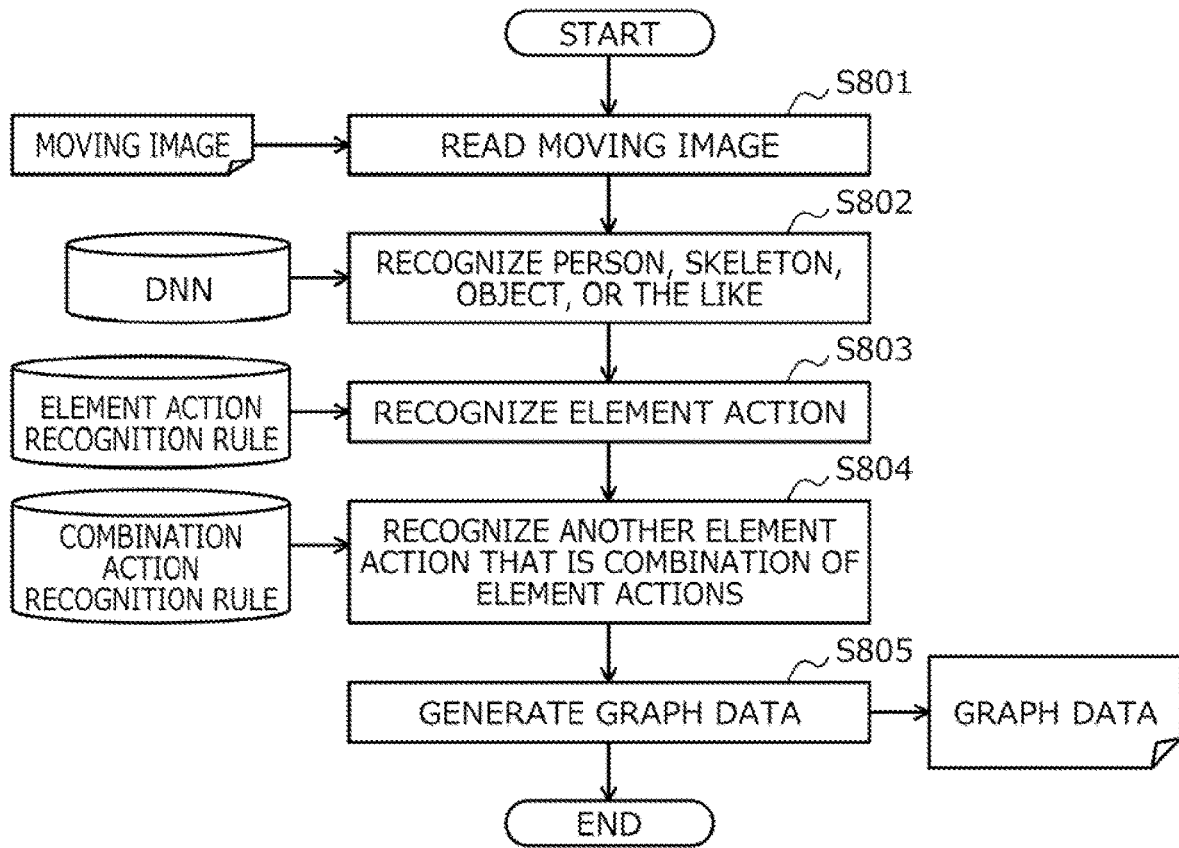 START
S801
MOVING IMAGE
READ MOVING IMAGE
S802
DNN
RECOGNIZE PERSON, SKELETON,
OBJECT, OR THE LIKE
S803
ELEMENT ACTION
RECOGNITION RULE
RECOGNIZE ELEMENT ACTION
S804
COMBINATION
ACTION
RECOGNITION RULE
RECOGNIZE ANOTHER ELEMENT
ACTION THAT IS COMBINATION OF
ELEMENT ACTIONS
S805
GENERATE GRAPH DATA
GRAPH DATA
END